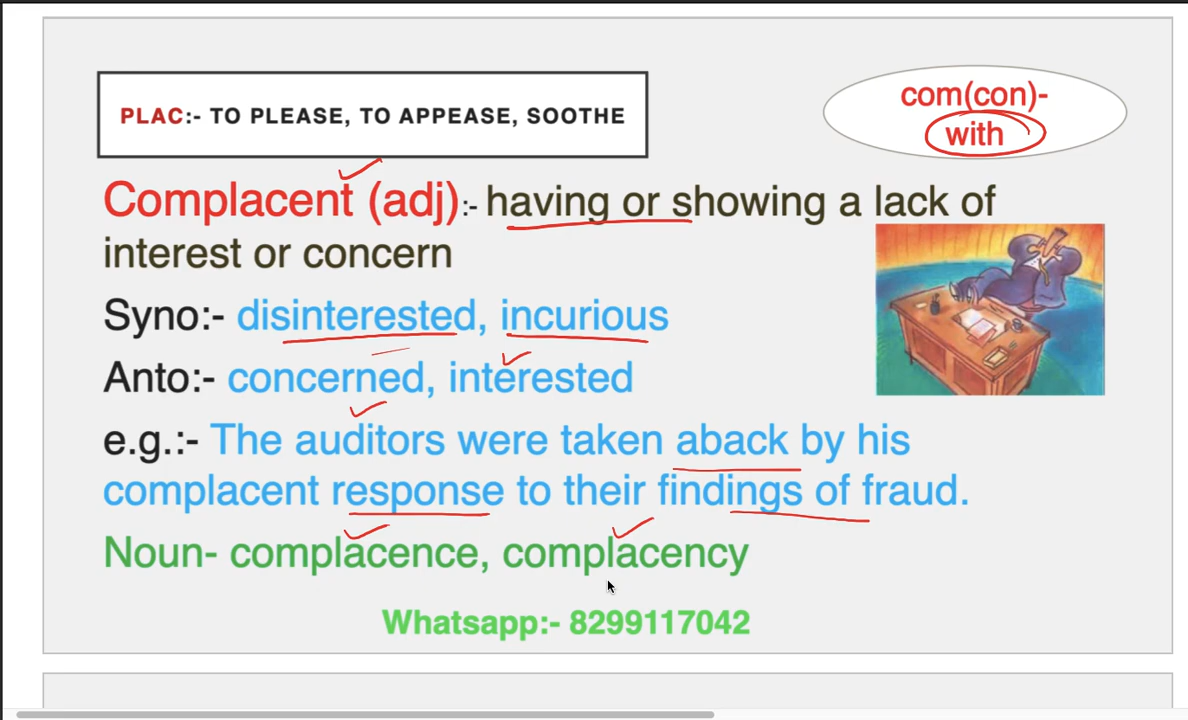 PLAC:- TO PLEASE, TO APPEASE, SOOTHE
com(con)-
with
Complacent (adj):- having or showing a lack of
interest or concern
Syno:- disinterested, incurious
Anto:- concerned, interested
e.g.:- The auditors were taken aback by his
complacent response to their findings of fraud.
Noun- complacence, complacency
Whatsapp:- 8299117042